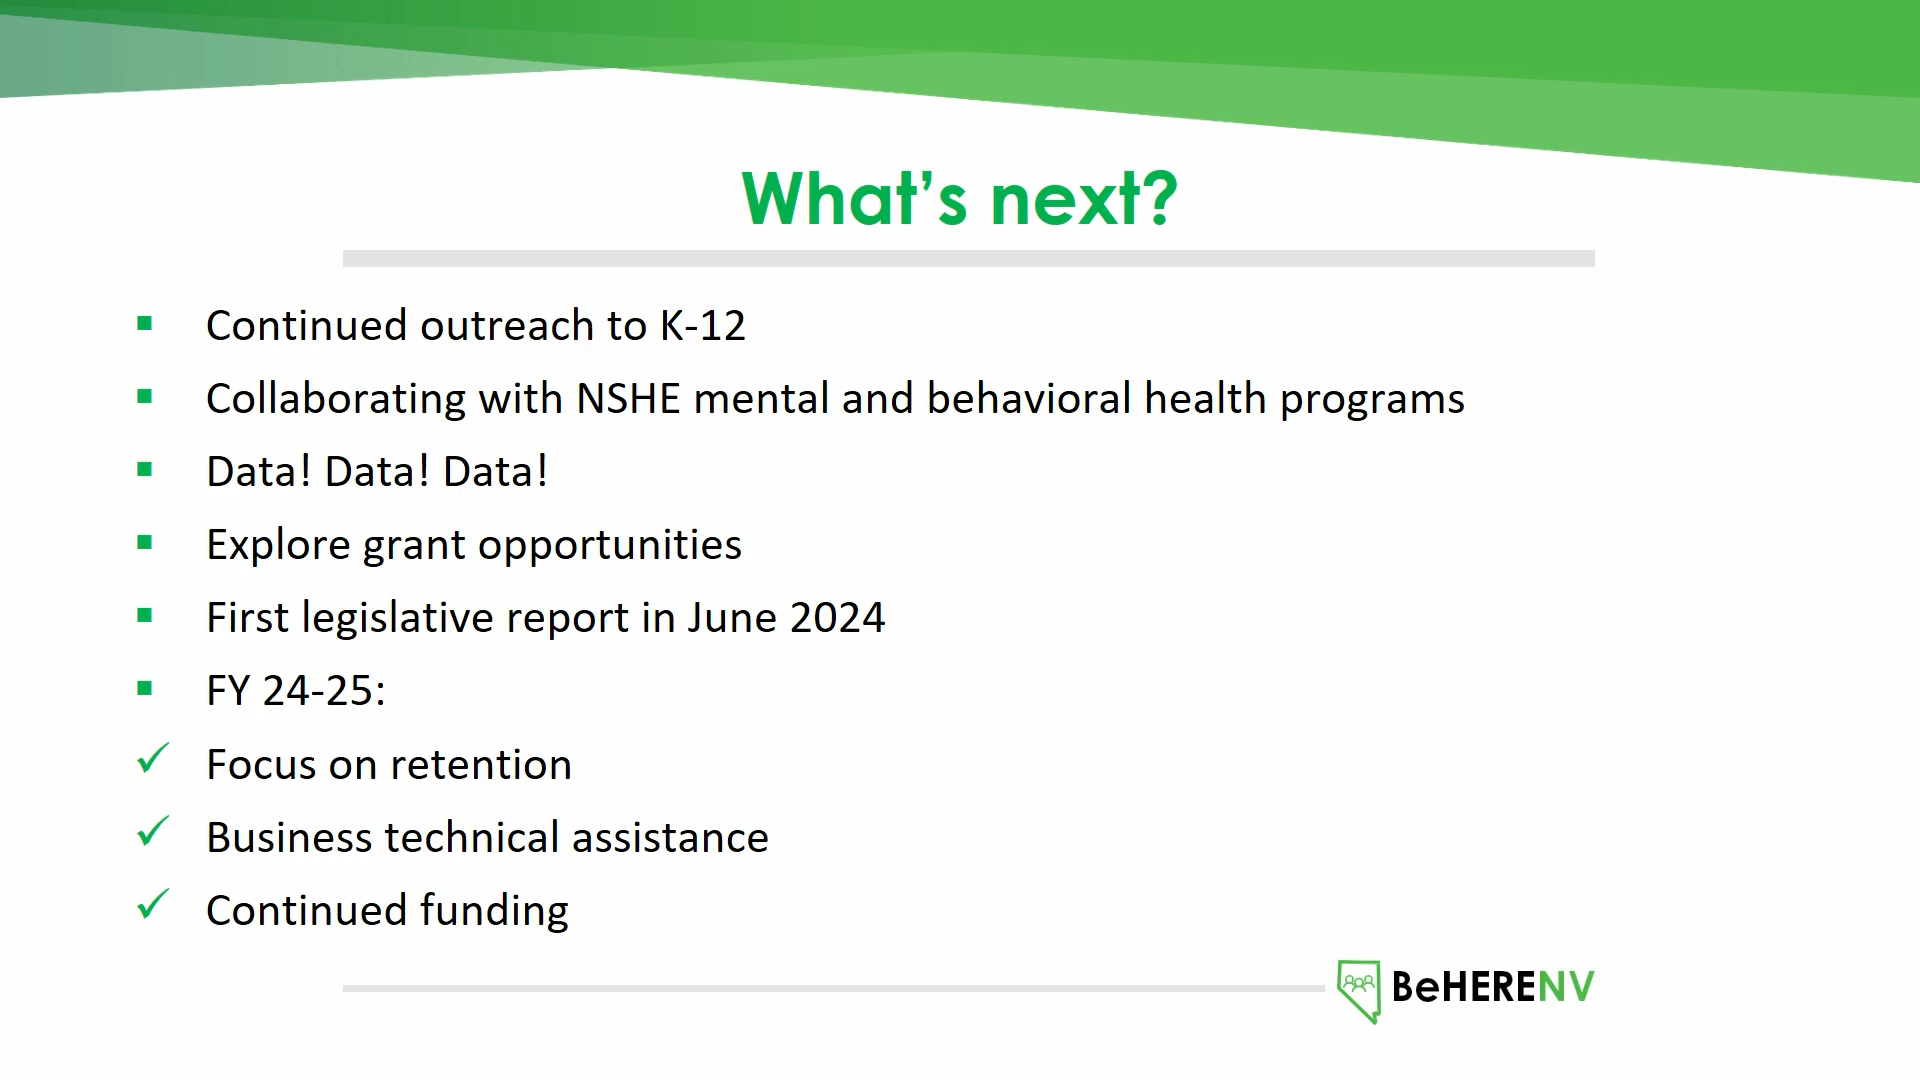 What’s next?
Continued outreach to K-12
Collaborating with NSHE mental and behavioral health programs
Data! Data! Data!
Explore grant opportunities
First legislative report in June 2024
FY 24-25:
Focus on retention
Business technical assistance
Continued funding
BeHERENV